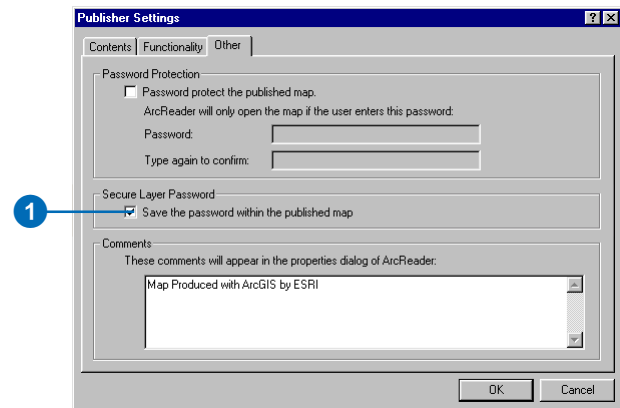 Publisher Settings
Contents Functionality Other
Password Protection
Password protect the published map.
ArcReader will only open the map if the user enters this password:
Password:
Type again to confirm:
Secure Layer Password
1 Save the password within the published map
Comments
These comments will appear in the properties dialog of ArcReader:
Map Produced with ArcGIS by ESRI
OK Cancel